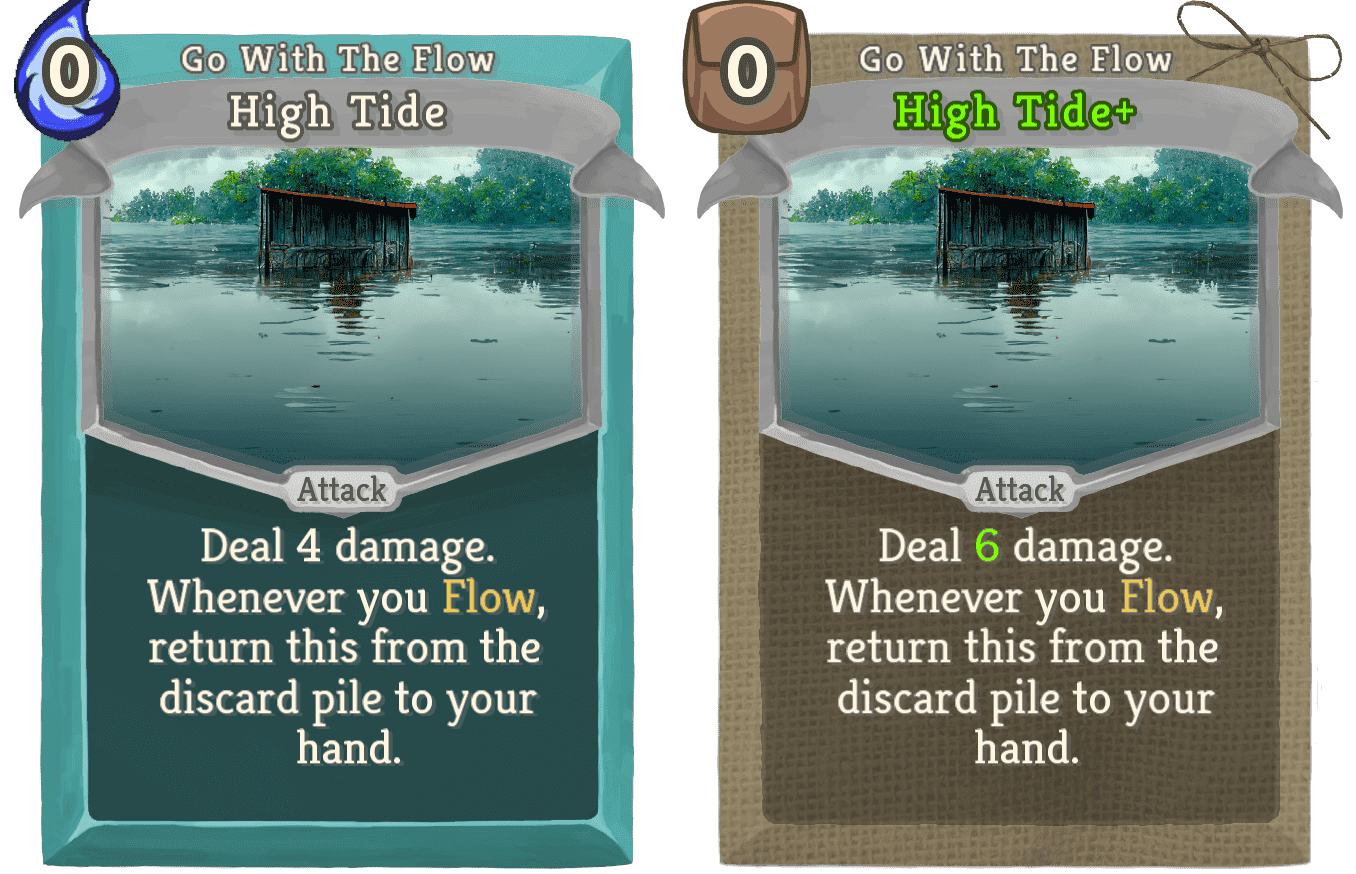 0
Go With The Flow
High Tide
Attack
Deal 4 damage.
Whenever you Flow,
return this from the
discard pile to your
hand.
0
Go With The Flow
High Tide+
Attack
Deal 6 damage.
Whenever you Flow,
return this from the
discard pile to your
hand.